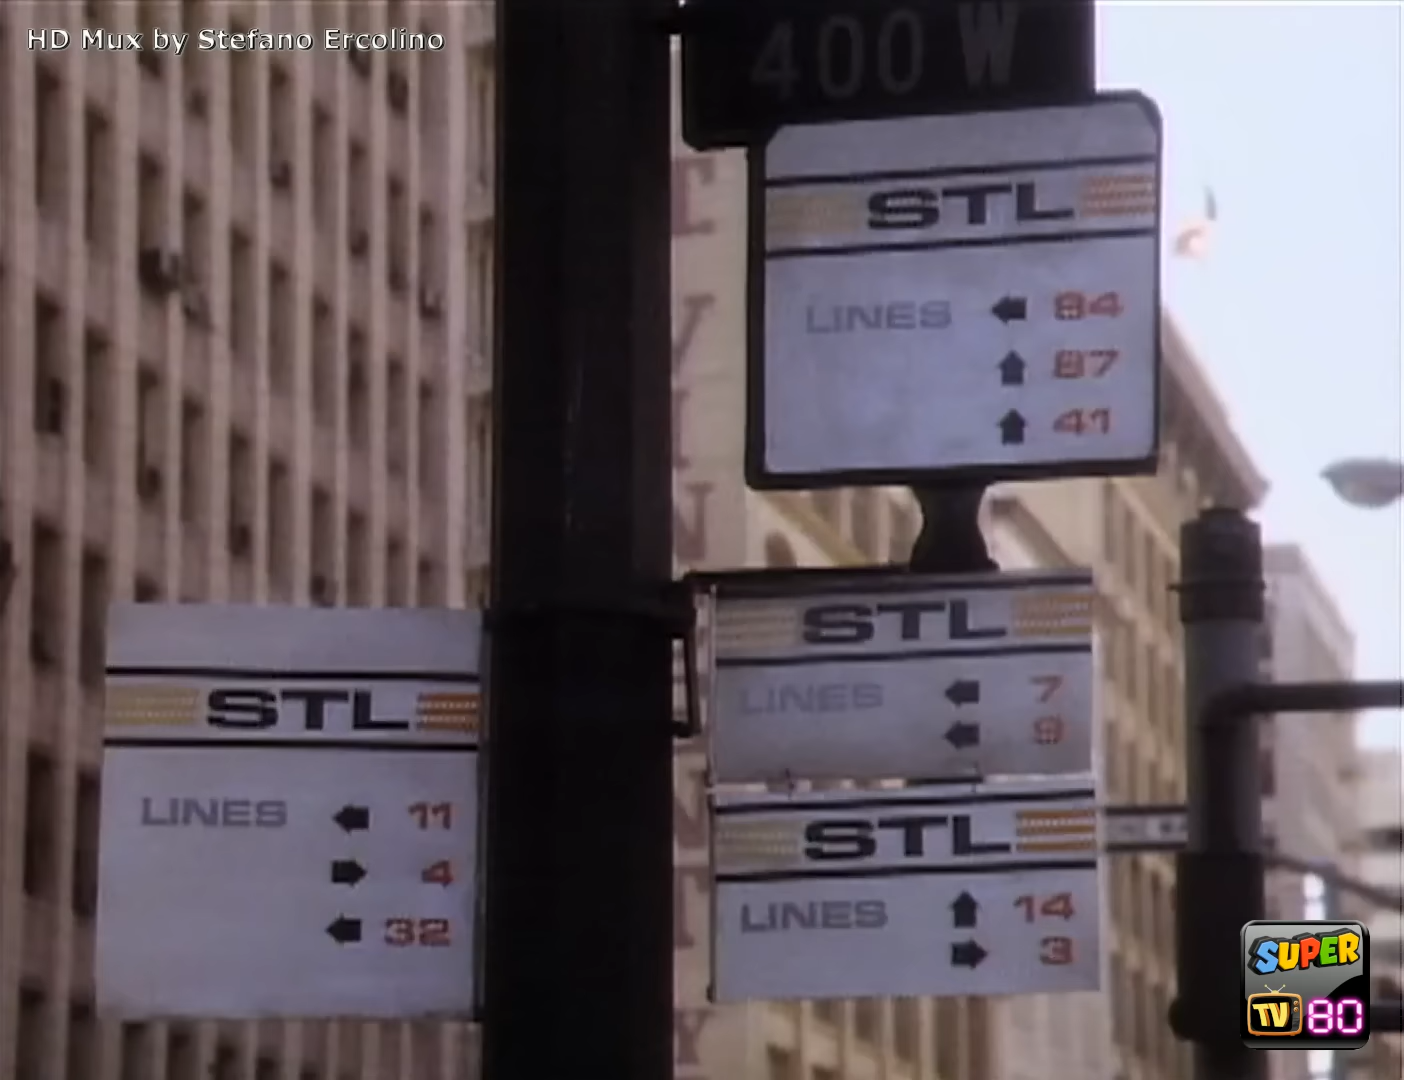 HD Mux by Stefano Ercolino
400 W
STL
LINES ← 84
↑ 87
↑ 41
STL
LINES ← 7
← 9
STL
LINES ← 11
→ 4
← 32
STL
LINES ↑ 14
→ 3
SUPER
TV 80